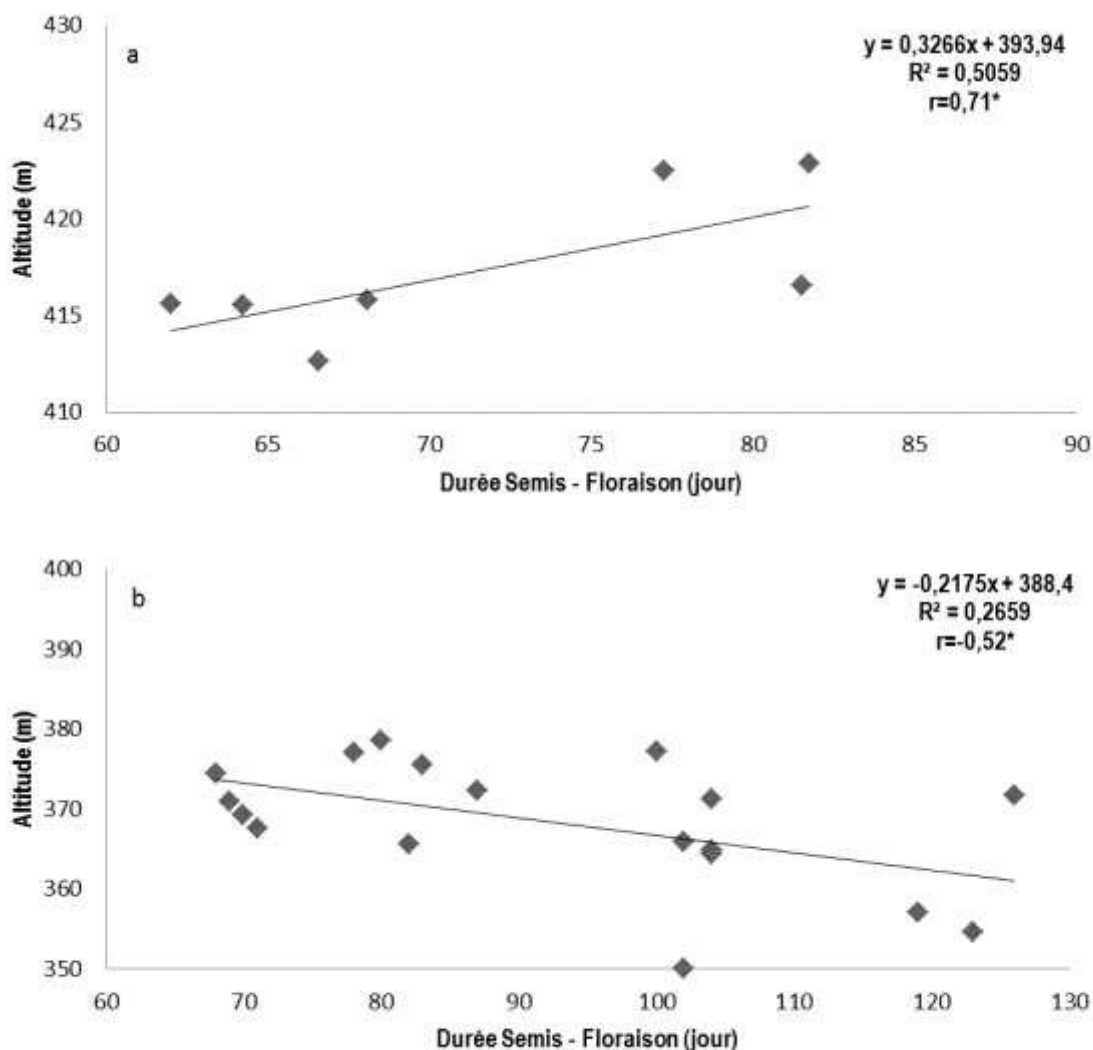 a
y = 0,3266x + 393,94
R² = 0,5059
r=0,71*
430
425
420
415
410
Altitude (m)
60 65 70 75 80 85 90
Durée Semis - Floraison (jour)
b
y = -0,2175x + 388,4
R² = 0,2659
r=-0,52*
400
390
380
370
360
350
Altitude (m)
60 70 80 90 100 110 120 130
Durée Semis - Floraison (jour)